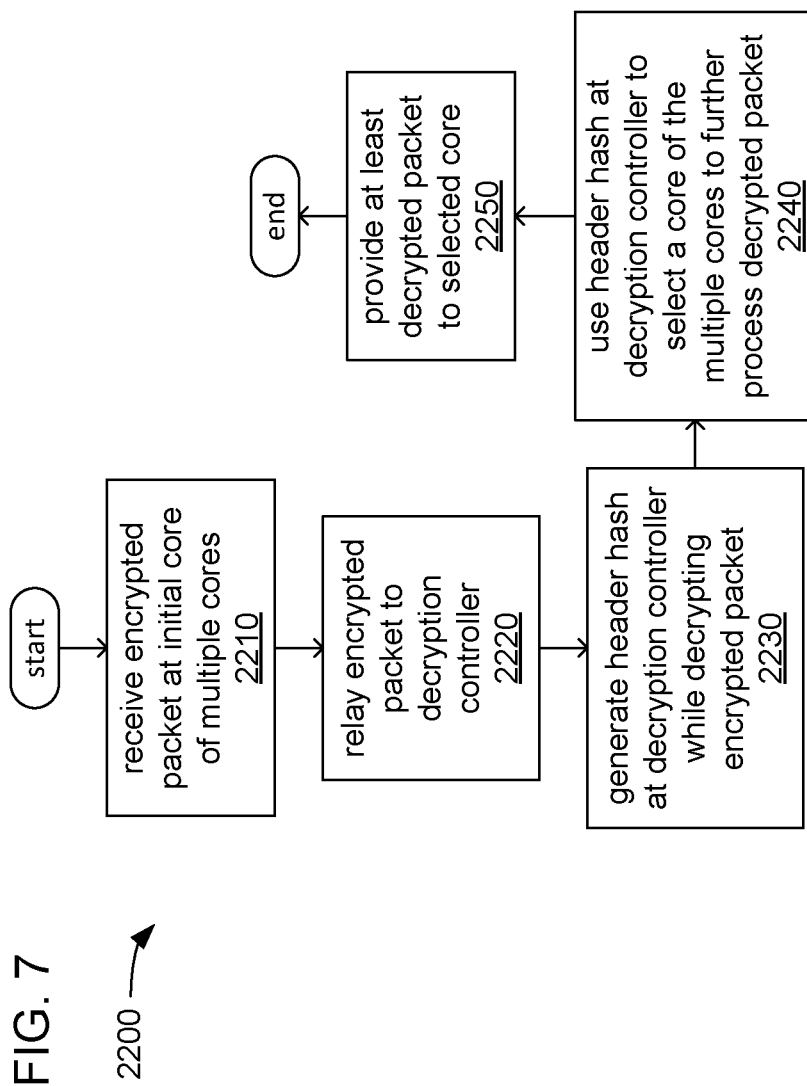 FIG. 7
2200
start
receive encrypted
packet at initial core
of multiple cores
2210
relay encrypted
packet to
decryption
controller
2220
generate header hash
at decryption controller
while decrypting
encrypted packet
2230
use header hash at
decryption controller to
select a core of the
multiple cores to further
process decrypted packet
2240
provide at least
decrypted packet
to selected core
2250
end